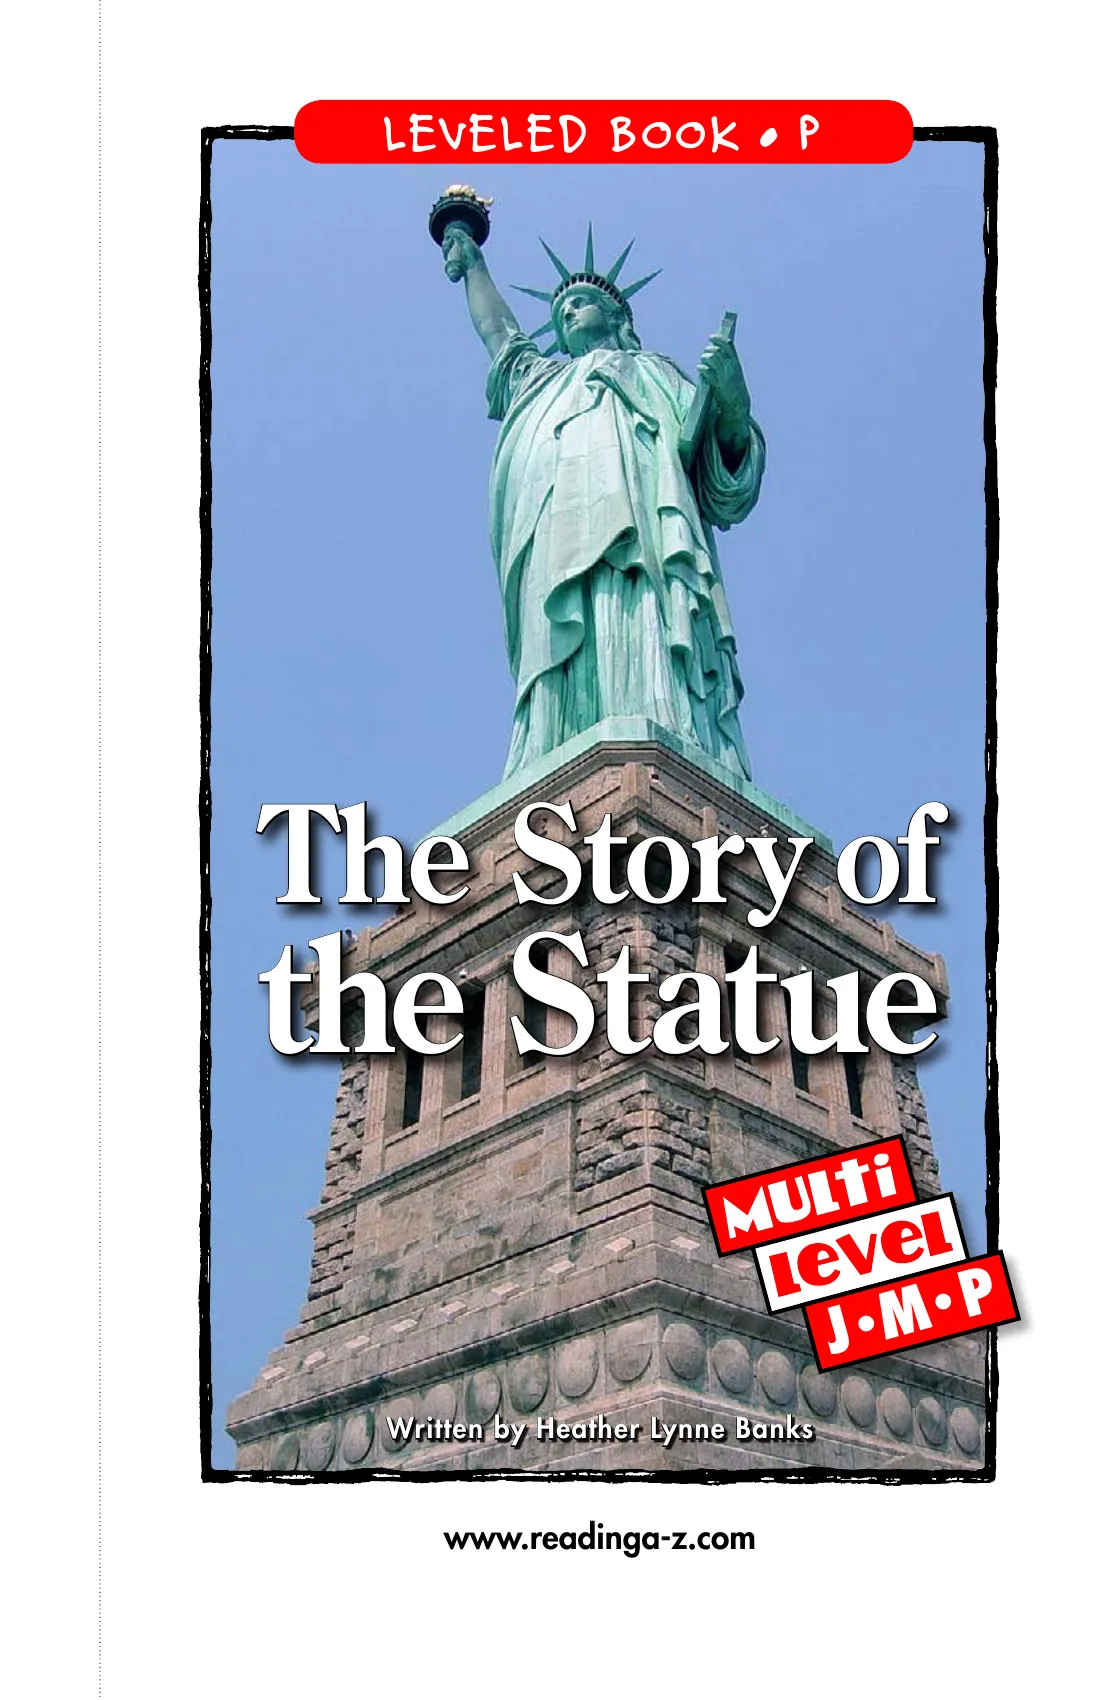 LEVELED BOOK • P
The Story of
the Statue
Multi
level
J•M•P
Written by Heather Lynne Banks
www.readinga-z.com